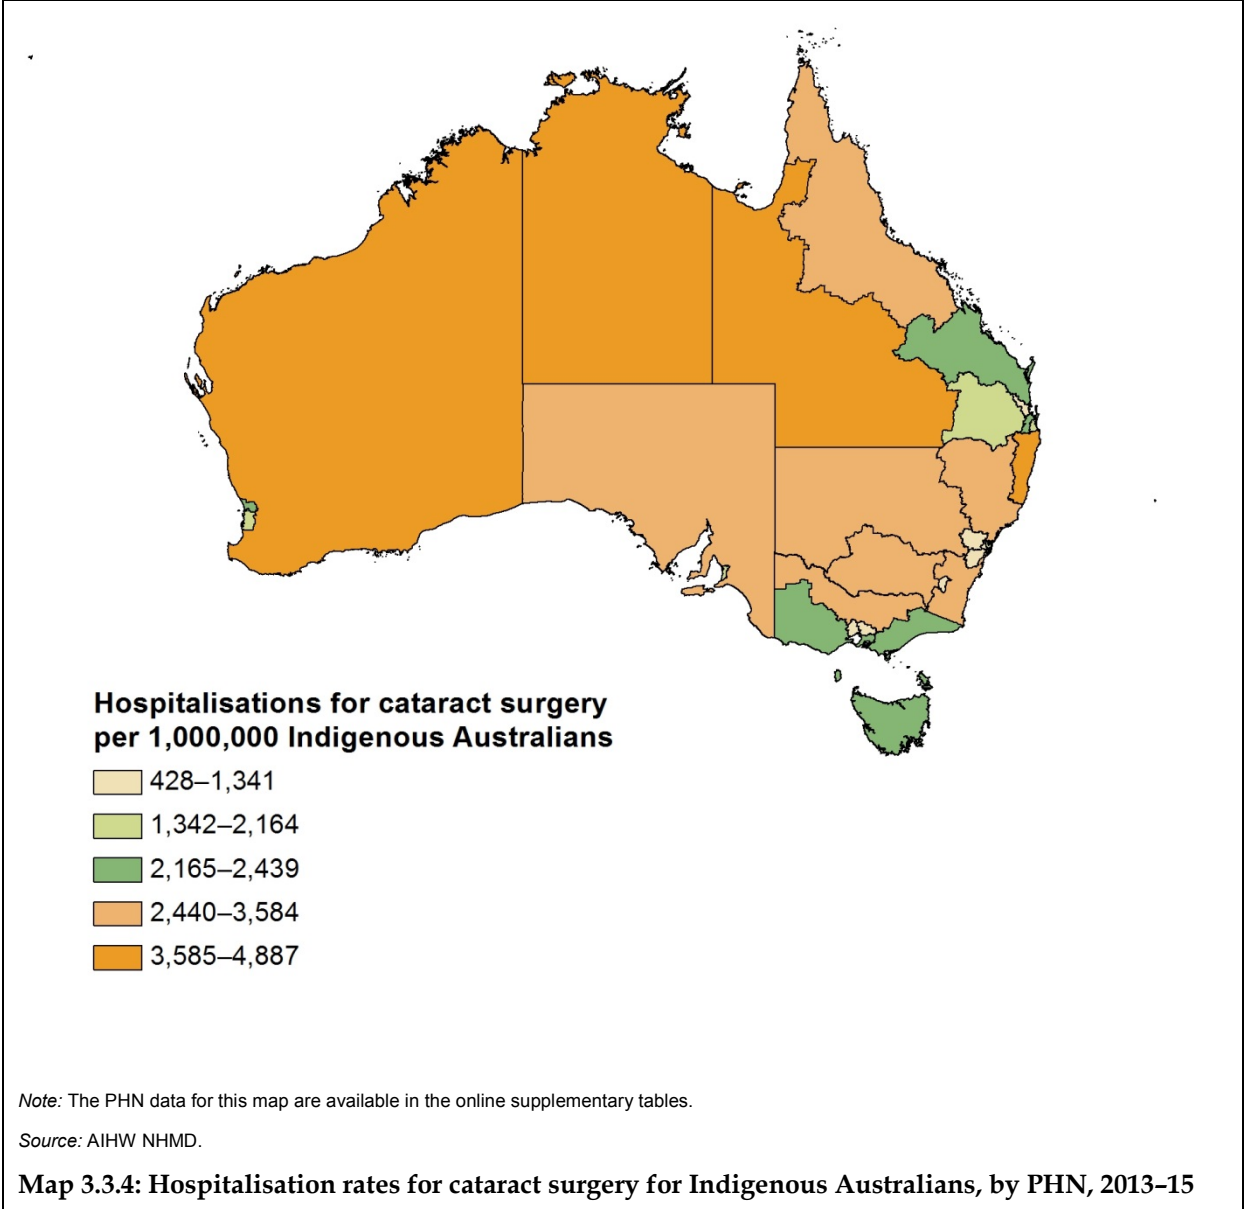 Hospitalisations for cataract surgery
per 1,000,000 Indigenous Australians
428–1,341
1,342–2,164
2,165–2,439
2,440–3,584
3,585–4,887
Note: The PHN data for this map are available in the online supplementary tables.
Source: AIHW NHMD.
Map 3.3.4: Hospitalisation rates for cataract surgery for Indigenous Australians, by PHN, 2013–15